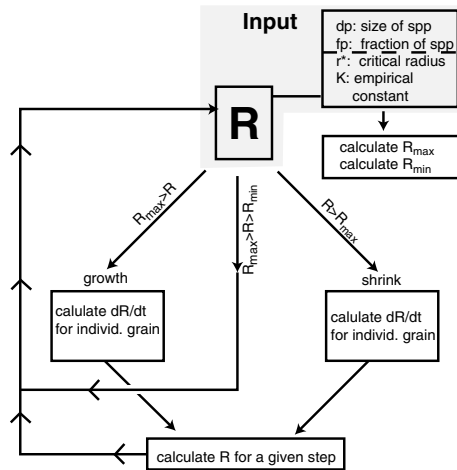 Input
dp: size of spp
fp: fraction of spp
r*: critical radius
K: empirical
constant
R
calculate Rmax
calculate Rmin
Rmax>R
Rmax>R>Rmin
R>Rmax
growth
shrink
calulate dR/dt
for individ. grain
calulate dR/dt
for individ. grain
calculate R for a given step